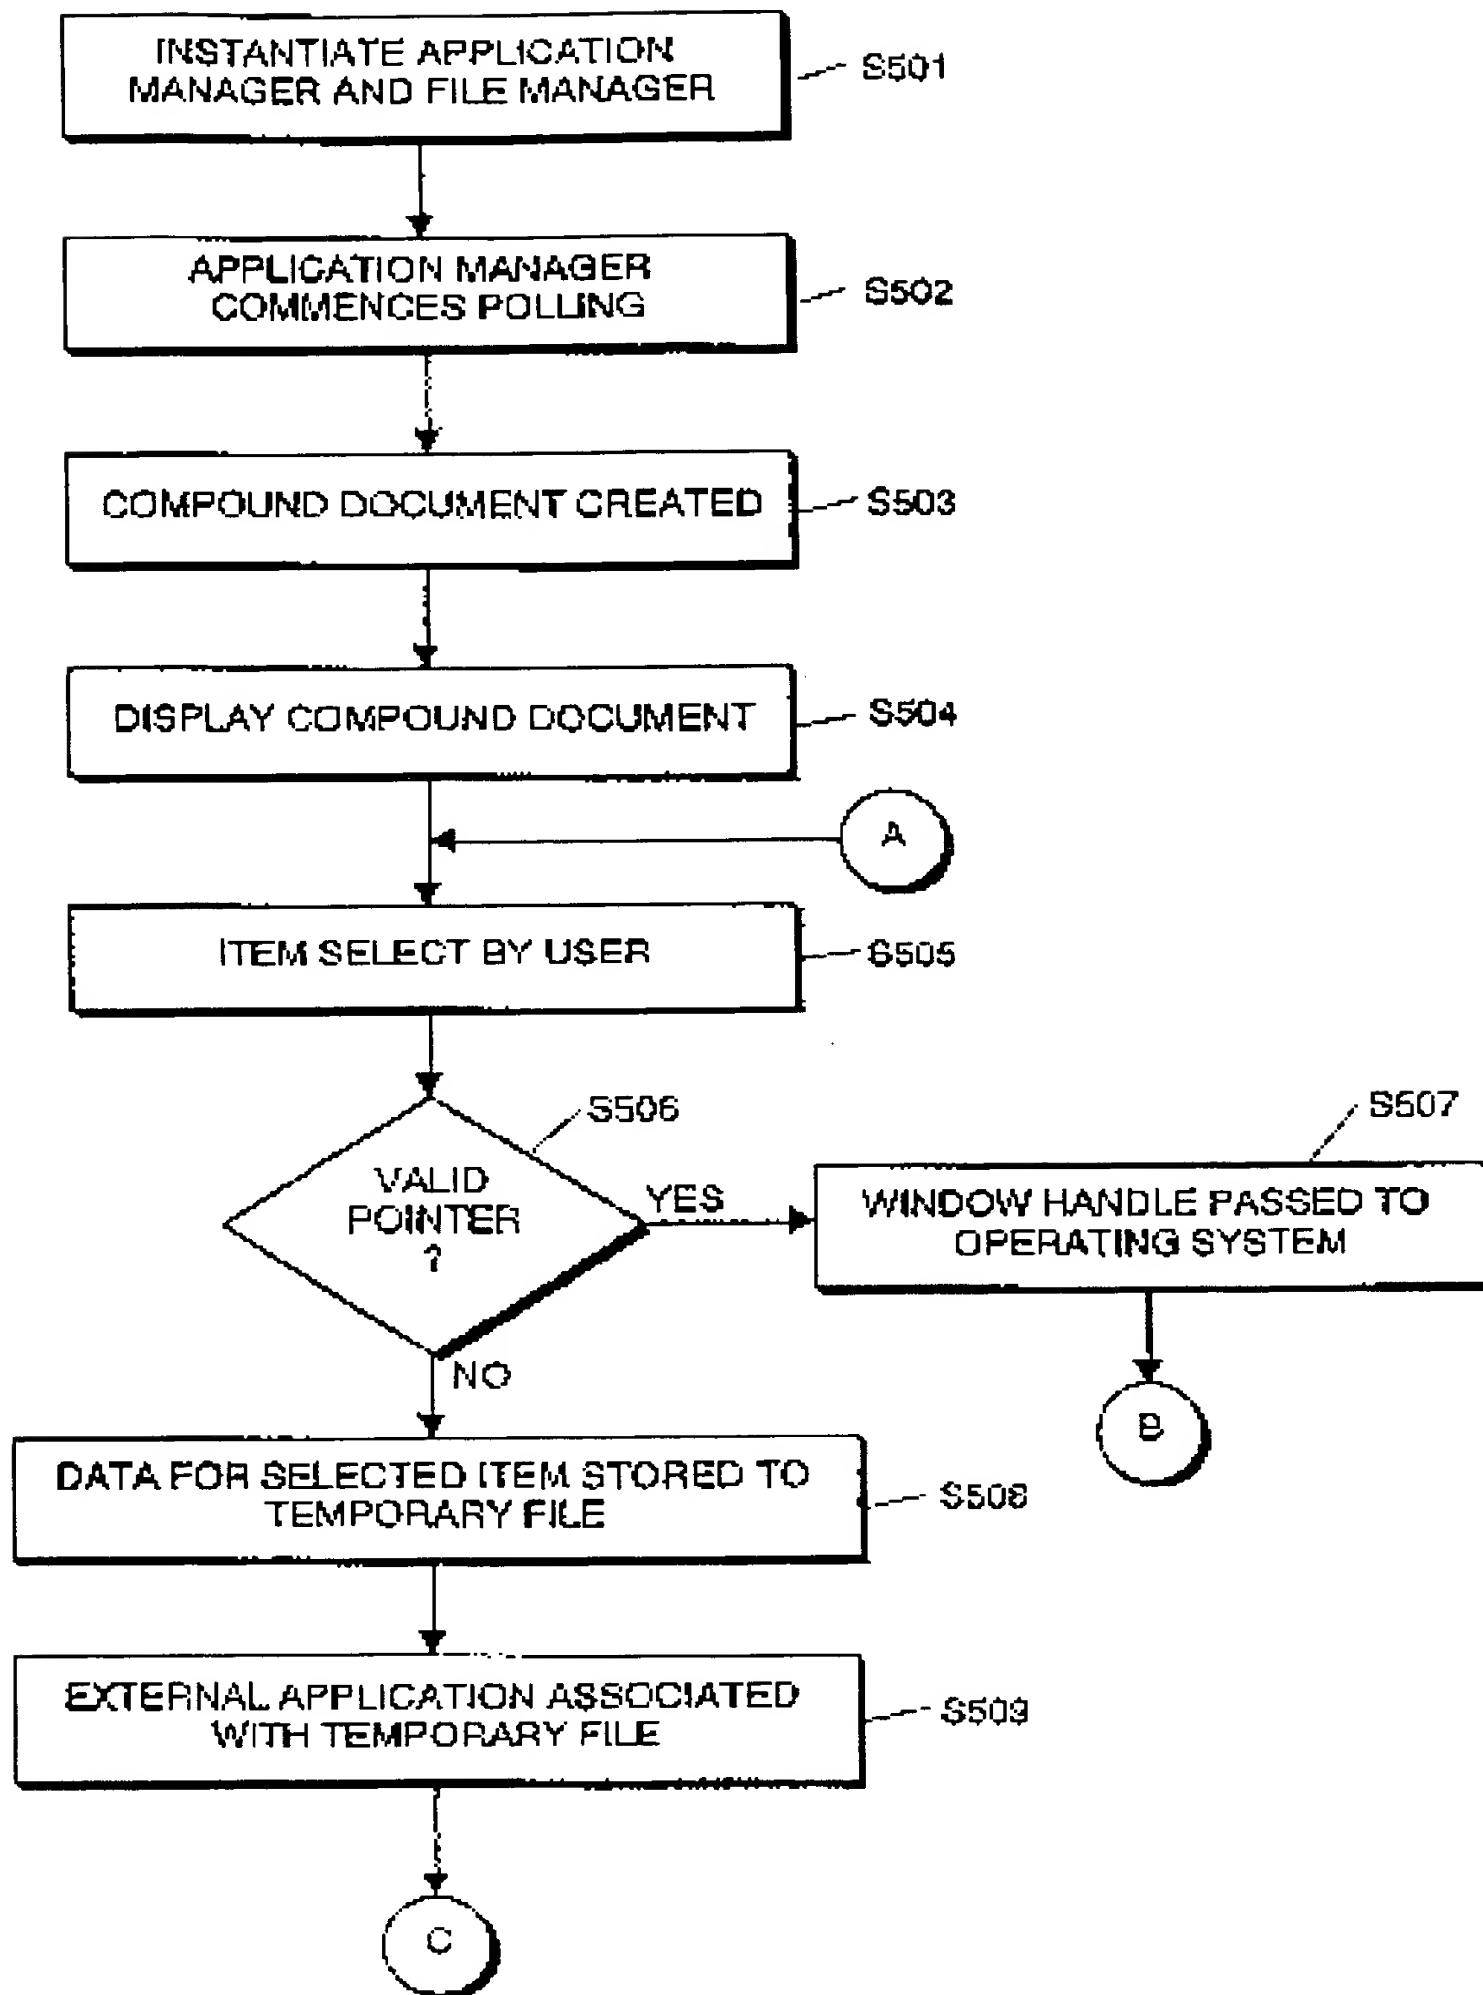 INSTANTIATE APPLICATION
MANAGER AND FILE MANAGER
S501
APPLICATION MANAGER
COMMENCES POLLING
S502
COMPOUND DOCUMENT CREATED
S503
DISPLAY COMPOUND DOCUMENT
S504
A
ITEM SELECT BY USER
S505
S506
VALID
POINTER
?
YES
NO
S507
WINDOW HANDLE PASSED TO
OPERATING SYSTEM
B
DATA FOR SELECTED ITEM STORED TO
TEMPORARY FILE
S508
EXTERNAL APPLICATION ASSOCIATED
WITH TEMPORARY FILE
S509
C